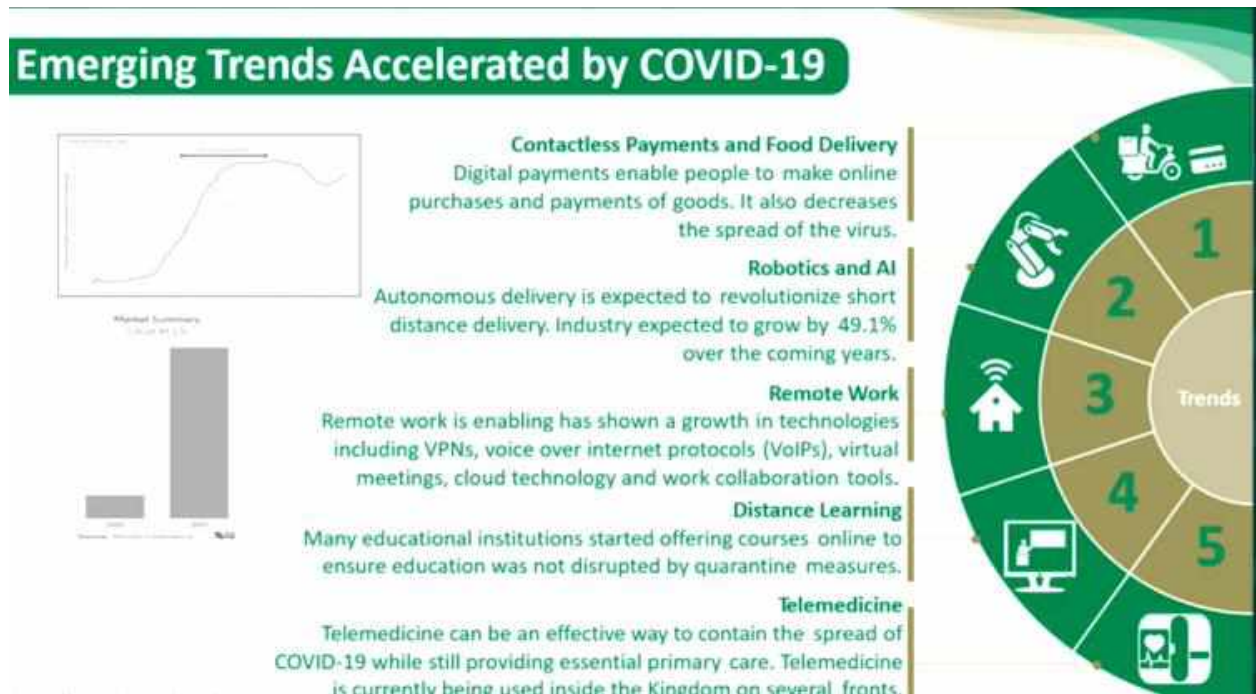 Emerging Trends Accelerated by COVID-19
Contactless Payments and Food Delivery
Digital payments enable people to make online
purchases and payments of goods. It also decreases
the spread of the virus.
Robotics and AI
Autonomous delivery is expected to revolutionize short
distance delivery. Industry expected to grow by 49.1%
over the coming years.
Remote Work
Remote work is enabling has shown a growth in technologies
including VPNs, voice over internet protocols (VoIPs), virtual
meetings, cloud technology and work collaboration tools.
Distance Learning
Many educational institutions started offering courses online to
ensure education was not disrupted by quarantine measures.
Telemedicine
Telemedicine can be an effective way to contain the spread of
COVID-19 while still providing essential primary care. Telemedicine
is currently being used inside the Kingdom on several fronts.
Market Summary
1
2
3
4
5
Trends